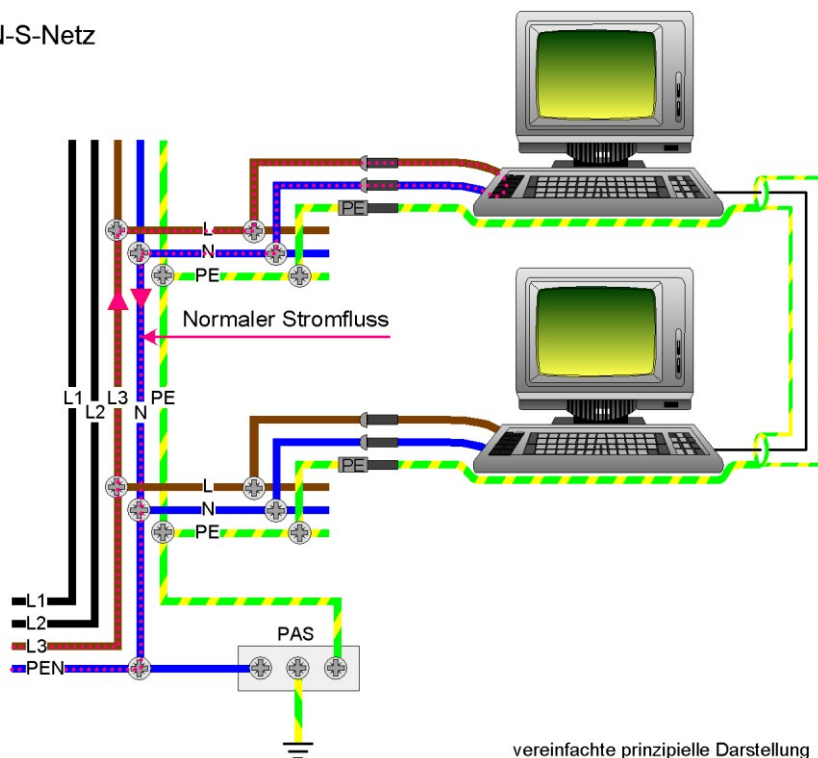 N-S-Netz
L
N
PE
PE
Normaler Stromfluss
L1
L2
L3
N
PE
L
N
PE
PE
L1
L2
L3
PEN
PAS
vereinfachte prinzipielle Darstellung